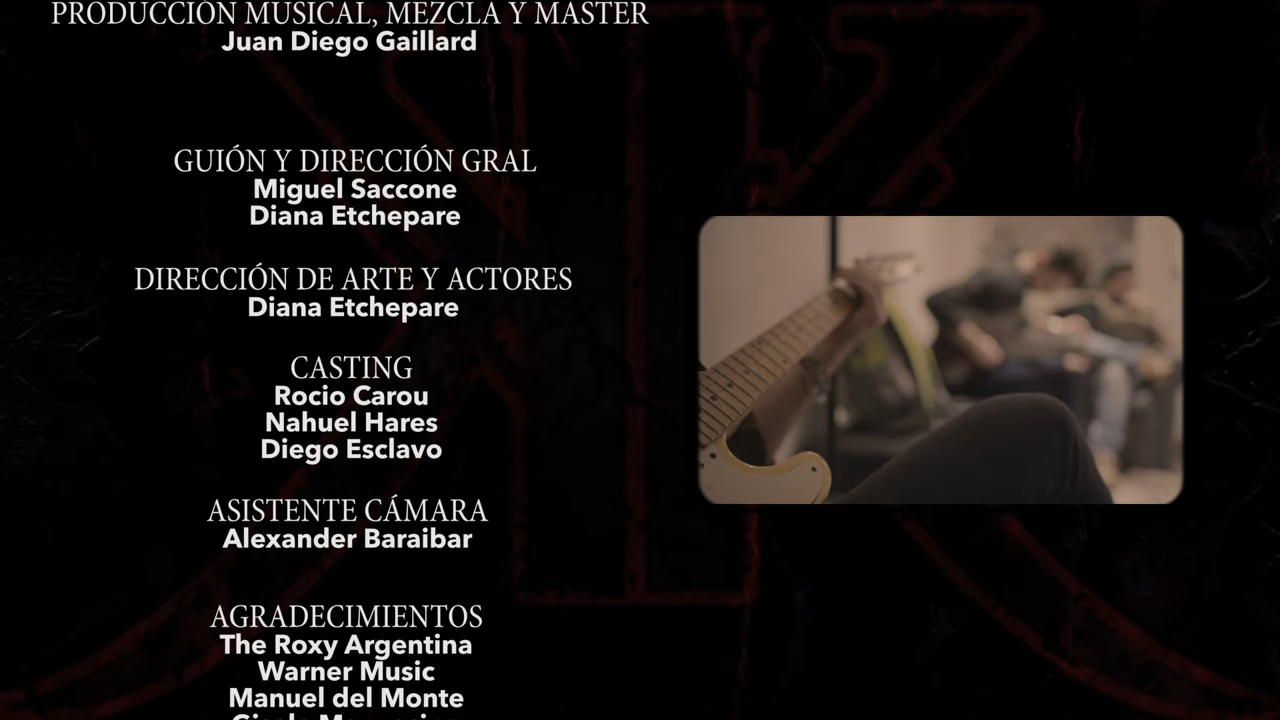 PRODUCCIÓN MUSICAL, MEZCLA Y MASTER
Juan Diego Gaillard
GUIÓN Y DIRECCIÓN GRAL
Miguel Saccone
Diana Etchepare
DIRECCIÓN DE ARTE Y ACTORES
Diana Etchepare
CASTING
Rocio Carou
Nahuel Hares
Diego Esclavo
ASISTENTE CÁMARA
Alexander Baraibar
AGRADECIMIENTOS
The Roxy Argentina
Warner Music
Manuel del Monte